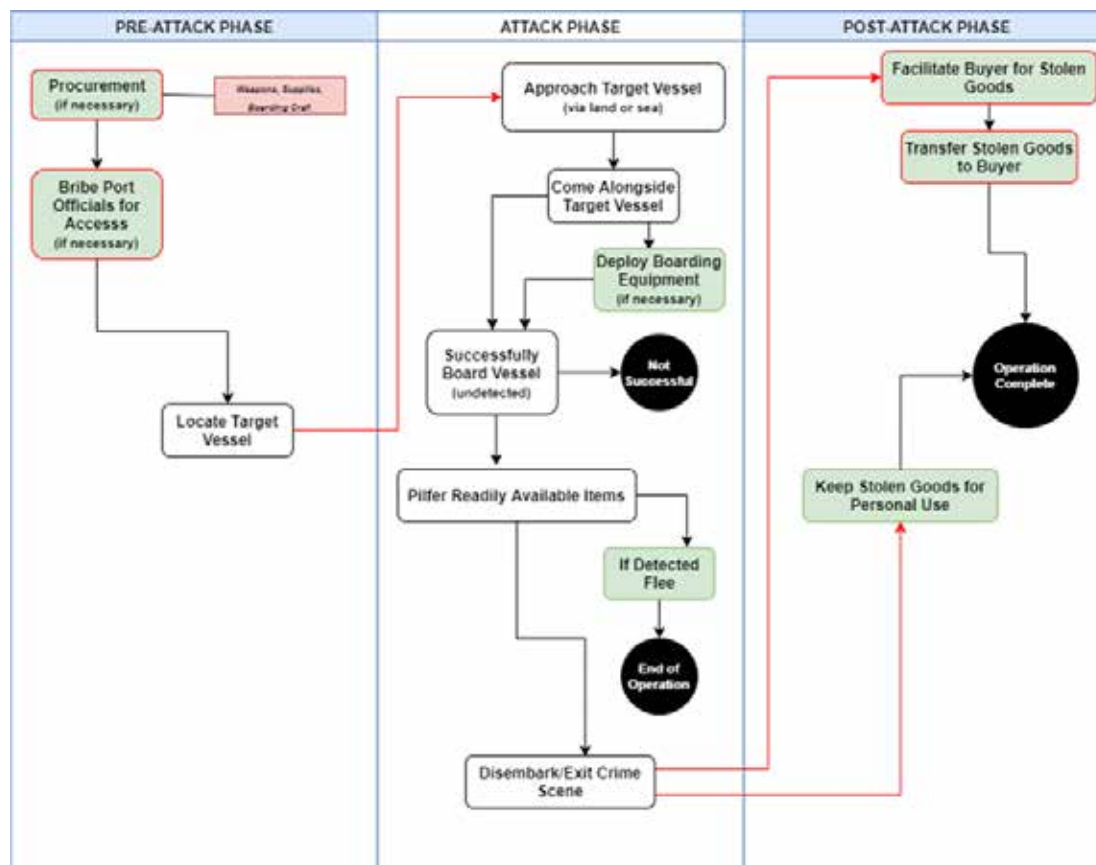 PRE-ATTACK PHASE
ATTACK PHASE
POST-ATTACK PHASE
Procurement
(if necessary)
Weapons, Supplies,
Boarding Craft
Bribe Port
Officials for
Accesss
(if necessary)
Locate Target
Vessel
Approach Target Vessel
(via land or sea)
Come Alongside
Target Vessel
Deploy Boarding
Equipment
(if necessary)
Successfully
Board Vessel
(undetected)
Not
Successful
Pilfer Readily Available Items
If Detected
Flee
End of
Operation
Disembark/Exit Crime
Scene
Facilitate Buyer for Stolen
Goods
Transfer Stolen Goods
to Buyer
Operation
Complete
Keep Stolen Goods for
Personal Use